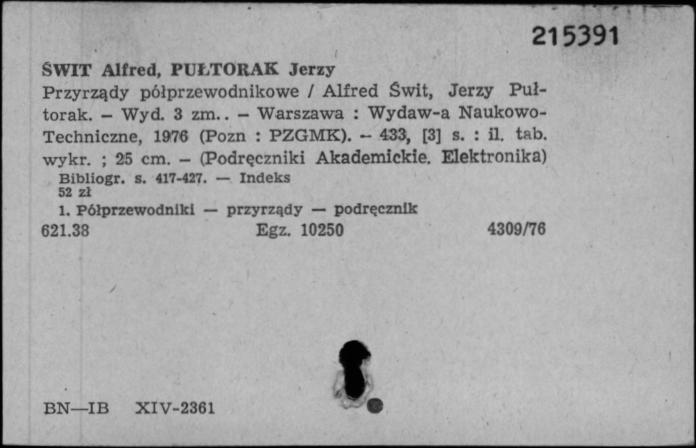 215391
ŚWIT Alfred, PUŁTORAK Jerzy
Przyrządy półprzewodnikowe / Alfred Świt, Jerzy Puł-
torak. — Wyd. 3 zm.. — Warszawa : Wydaw-a Naukowo-
Techniczne, 1976 (Pozn : PZGMK). — 433, [3] s. : il. tab.
wykr. ; 25 cm. — (Podręczniki Akademickie. Elektronika)
Bibliogr. s. 417-427. — Indeks
52 zł
1. Półprzewodniki — przyrządy — podręcznik
621.38 Egz. 10250 4309/76
BN—IB XIV-2361